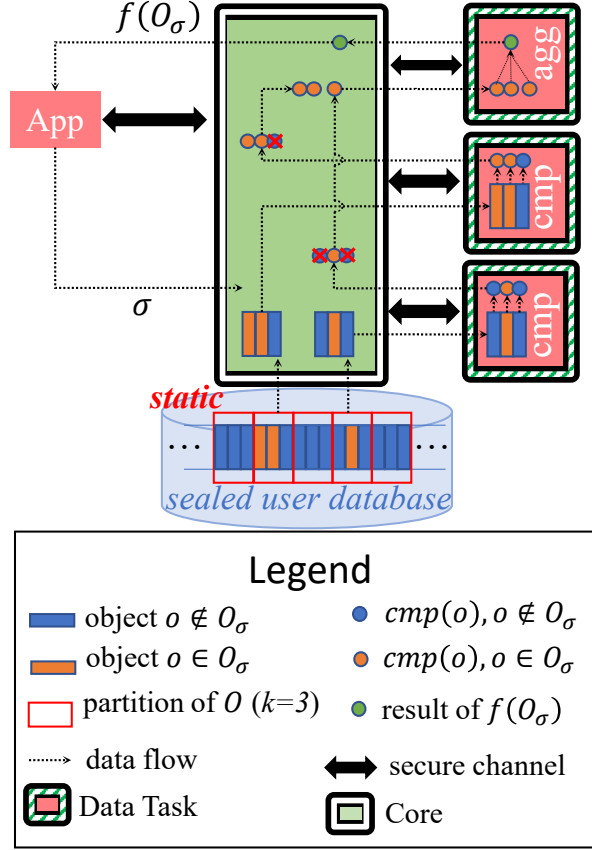 f(O_σ)
agg
App
cmp
σ
cmp
static
... ...
sealed user database
Legend
object o ∉ O_σ
cmp(o), o ∉ O_σ
object o ∈ O_σ
cmp(o), o ∈ O_σ
partition of O (k=3)
result of f(O_σ)
data flow
secure channel
Data Task
Core